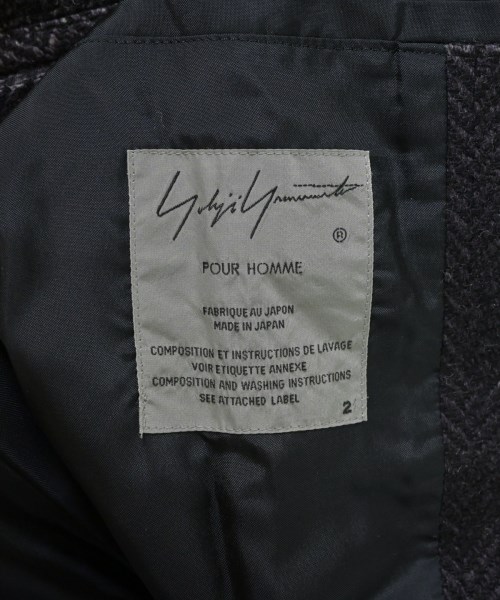 Yohji Yamamoto
®
POUR HOMME
FABRIQUE AU JAPON
MADE IN JAPAN
COMPOSITION ET INSTRUCTIONS DE LAVAGE
VOIR ETIQUETTE ANNEXE
COMPOSITION AND WASHING INSTRUCTIONS
SEE ATTACHED LABEL
2